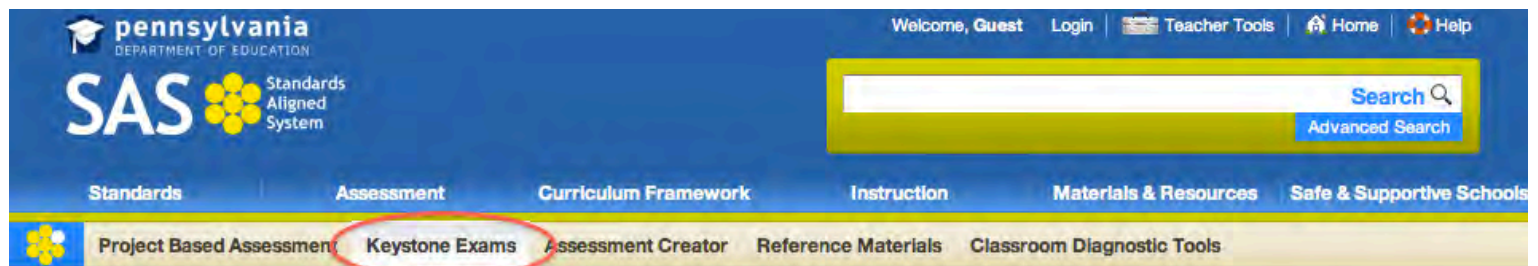 pennsylvania
DEPARTMENT OF EDUCATION
Welcome, Guest Login Teacher Tools Home Help
SAS Standards
Aligned
System
Search
Advanced Search
Standards Assessment Curriculum Framework Instruction Materials & Resources Safe & Supportive Schools
Project Based Assessment Keystone Exams Assessment Creator Reference Materials Classroom Diagnostic Tools